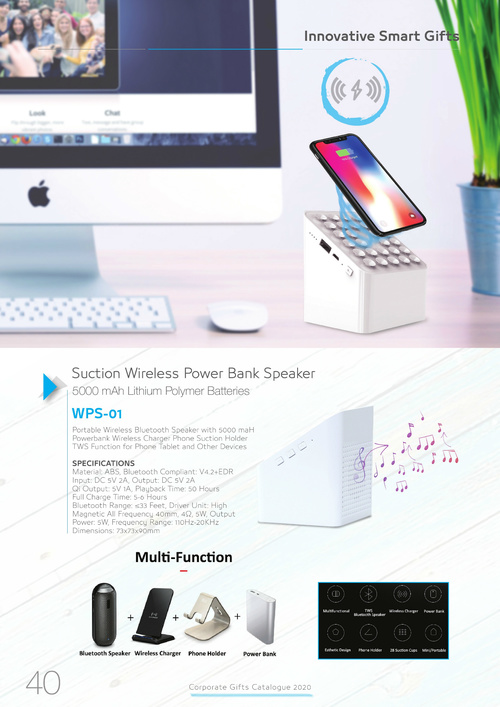 Innovative Smart Gifts
Look
Chat
Suction Wireless Power Bank Speaker
5000 mAh Lithium Polymer Batteries
WPS-01
Portable Wireless Bluetooth Speaker with 5000 maH
Powerbank Wireless Charger Phone Suction Holder
TWS Function for Phone Tablet and Other Devices
SPECIFICATIONS
Material: ABS, Bluetooth Compliant: V4.2+EDR
Input: DC 5V 2A, Output: DC 5V 2A
QI Output: 5V 1A, Playback Time: 50 Hours
Full Charge Time: 5-6 Hours
Bluetooth Range: ≤33 Feet, Driver Unit: High
Magnetic All Frequency 40mm, 4Ω, 5W, Output
Power: 5W, Frequency Range: 110Hz-20KHz
Dimensions: 73x73x90mm
Multi-Function
+ + +
Bluetooth Speaker Wireless Charger Phone Holder Power Bank
Multifunctional TWS Bluetooth Speaker Wireless Charger Power Bank
Esthetic Design Phone Holder 28 Suction Cups Mini/Portable
40
Corporate Gifts Catalogue 2020